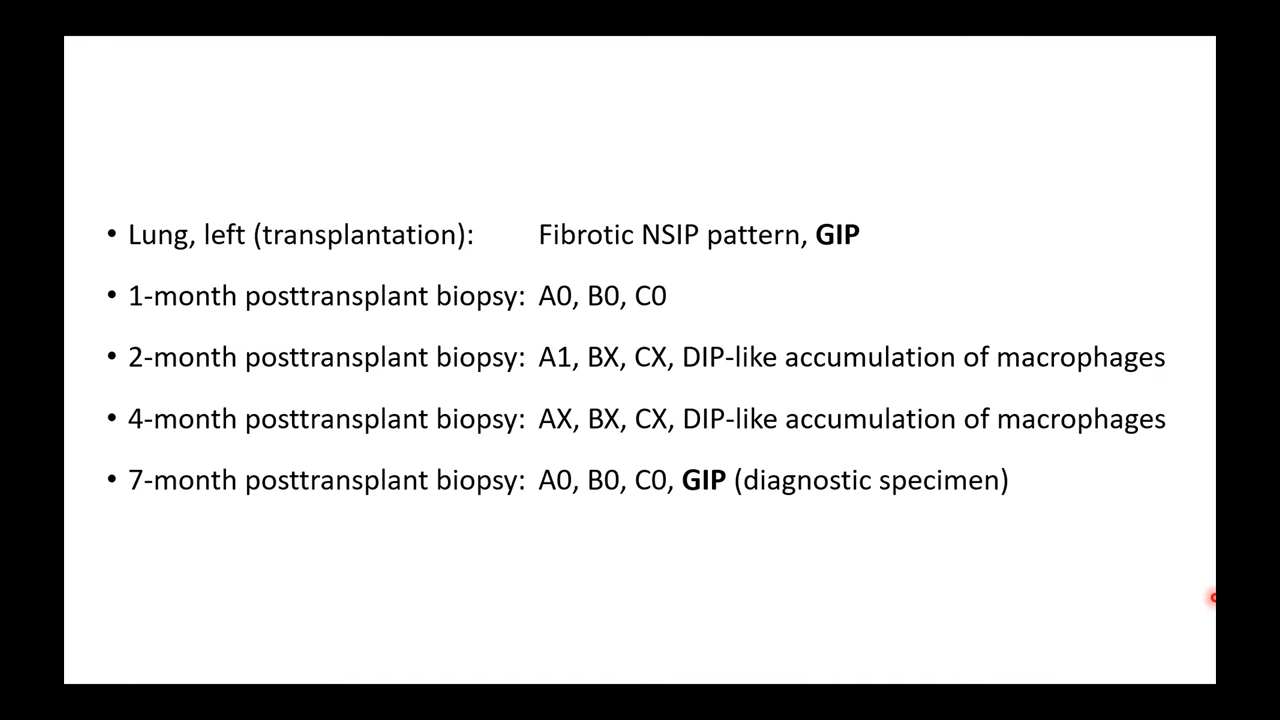 • Lung, left (transplantation): Fibrotic NSIP pattern, GIP
• 1-month posttransplant biopsy: A0, B0, C0
• 2-month posttransplant biopsy: A1, BX, CX, DIP-like accumulation of macrophages
• 4-month posttransplant biopsy: AX, BX, CX, DIP-like accumulation of macrophages
• 7-month posttransplant biopsy: A0, B0, C0, GIP (diagnostic specimen)